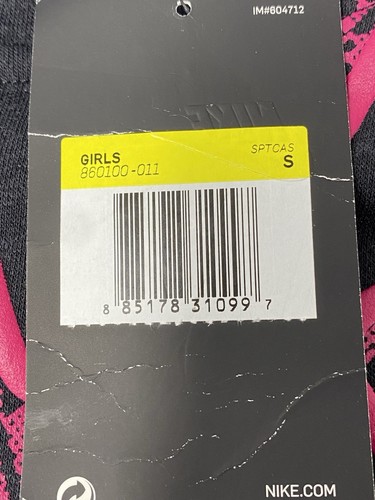 IM#604712
GIRLS
860100-011
SPTCAS
S
8 85178 31099 7
NIKE.COM